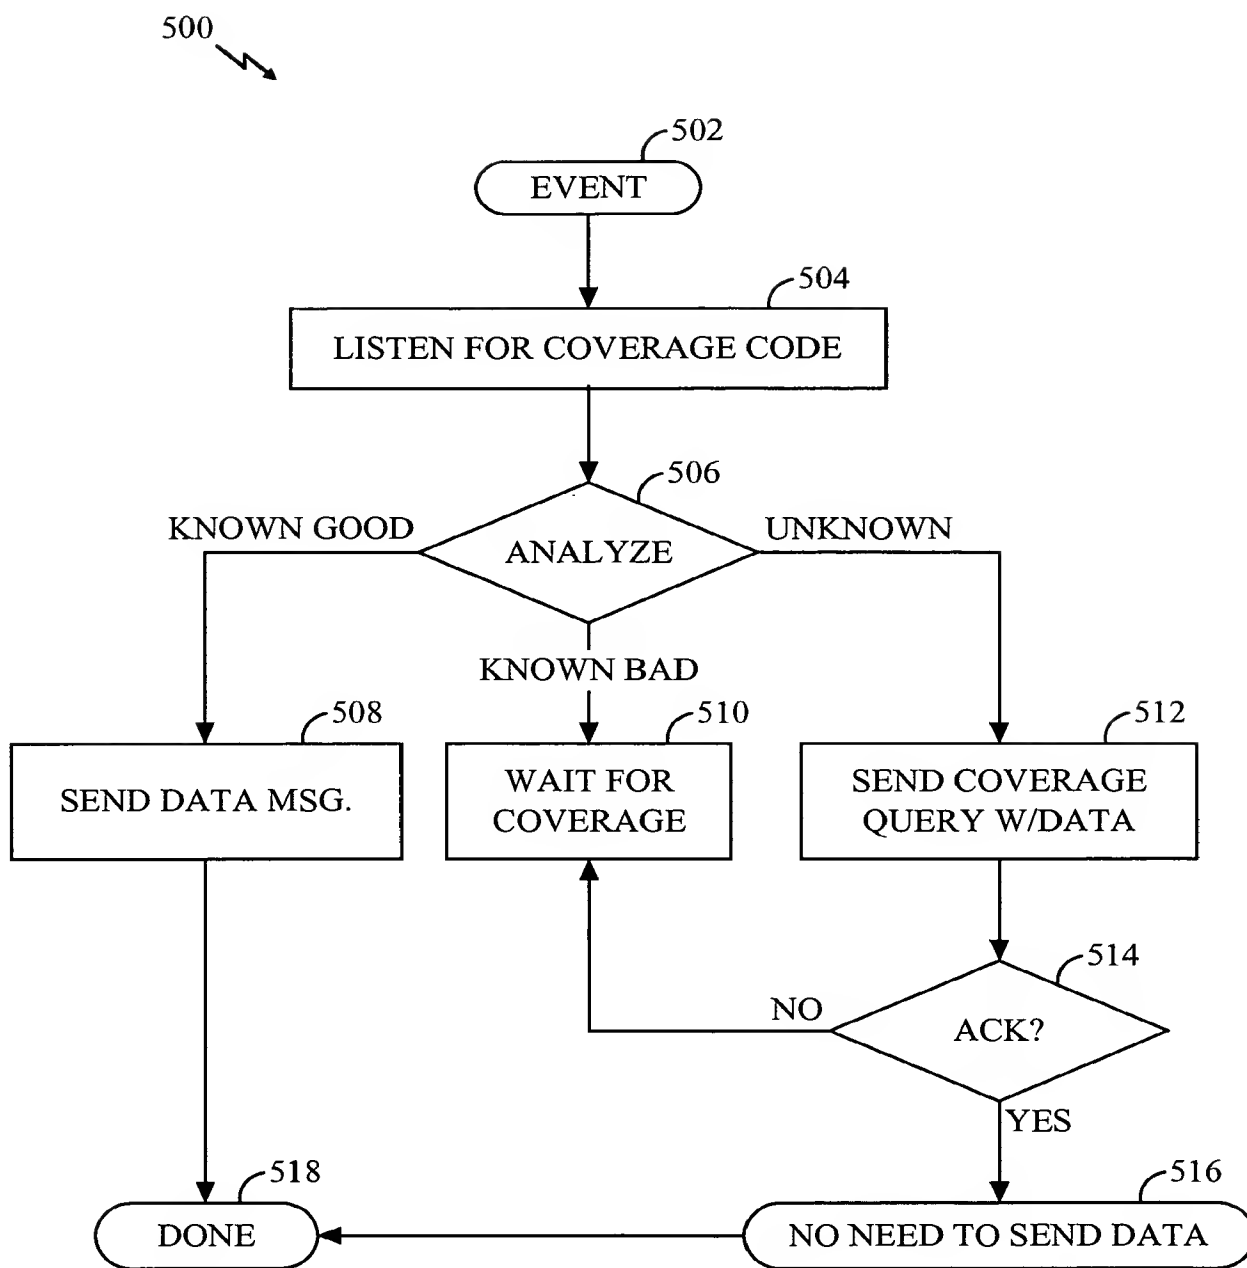 500
502
EVENT
504
LISTEN FOR COVERAGE CODE
506
KNOWN GOOD
UNKNOWN
ANALYZE
KNOWN BAD
508
510
512
SEND DATA MSG.
WAIT FOR
COVERAGE
SEND COVERAGE
QUERY W/DATA
514
NO
ACK?
YES
518
516
DONE
NO NEED TO SEND DATA